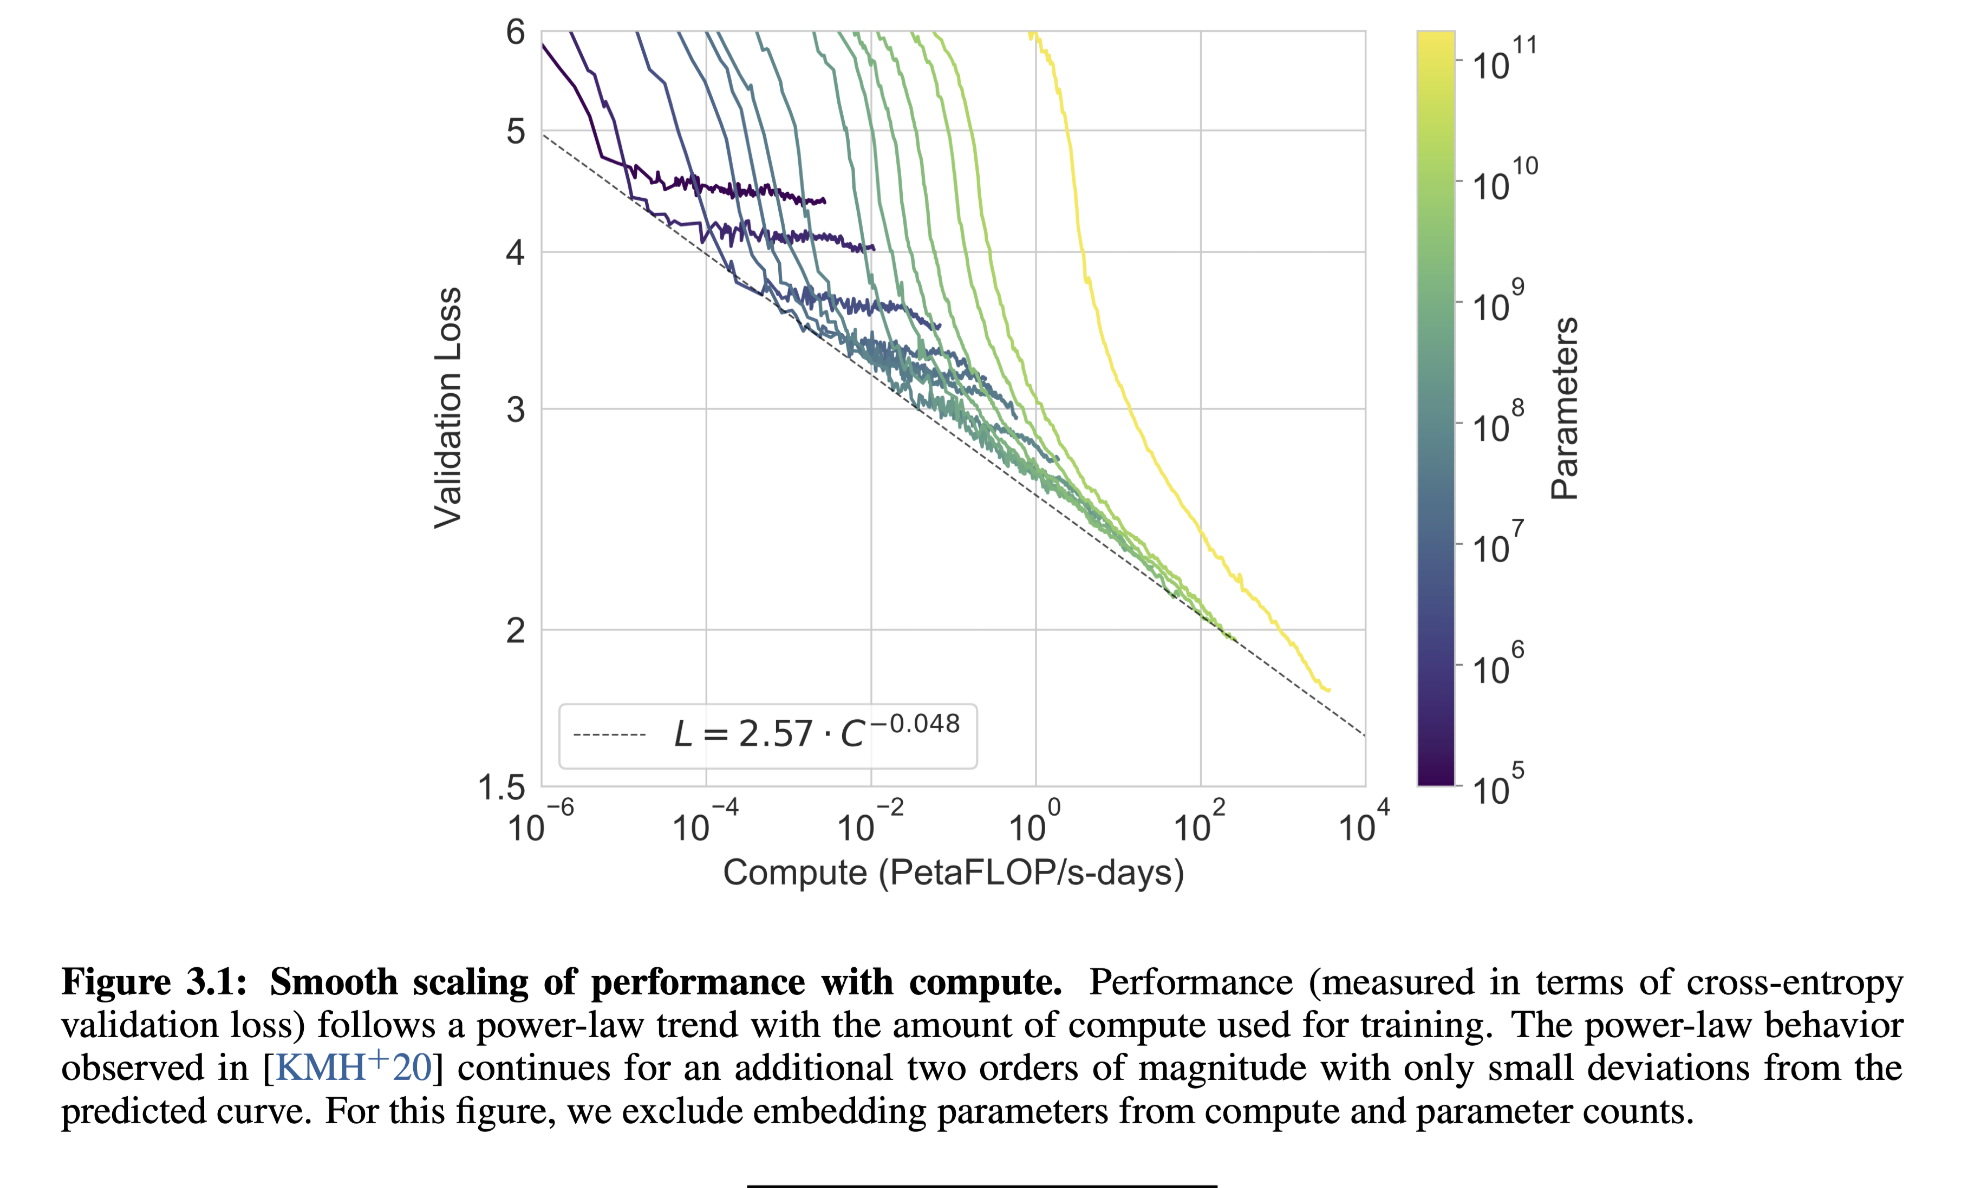 6
5
4
3
2
1.5
Validation Loss
10^−6
10^−4
10^−2
10^0
10^2
10^4
Compute (PetaFLOP/s-days)
L = 2.57 · C^−0.048
10^11
10^10
10^9
10^8
10^7
10^6
10^5
Parameters
Figure 3.1: Smooth scaling of performance with compute. Performance (measured in terms of cross-entropy
validation loss) follows a power-law trend with the amount of compute used for training. The power-law behavior
observed in [KMH+20] continues for an additional two orders of magnitude with only small deviations from the
predicted curve. For this figure, we exclude embedding parameters from compute and parameter counts.